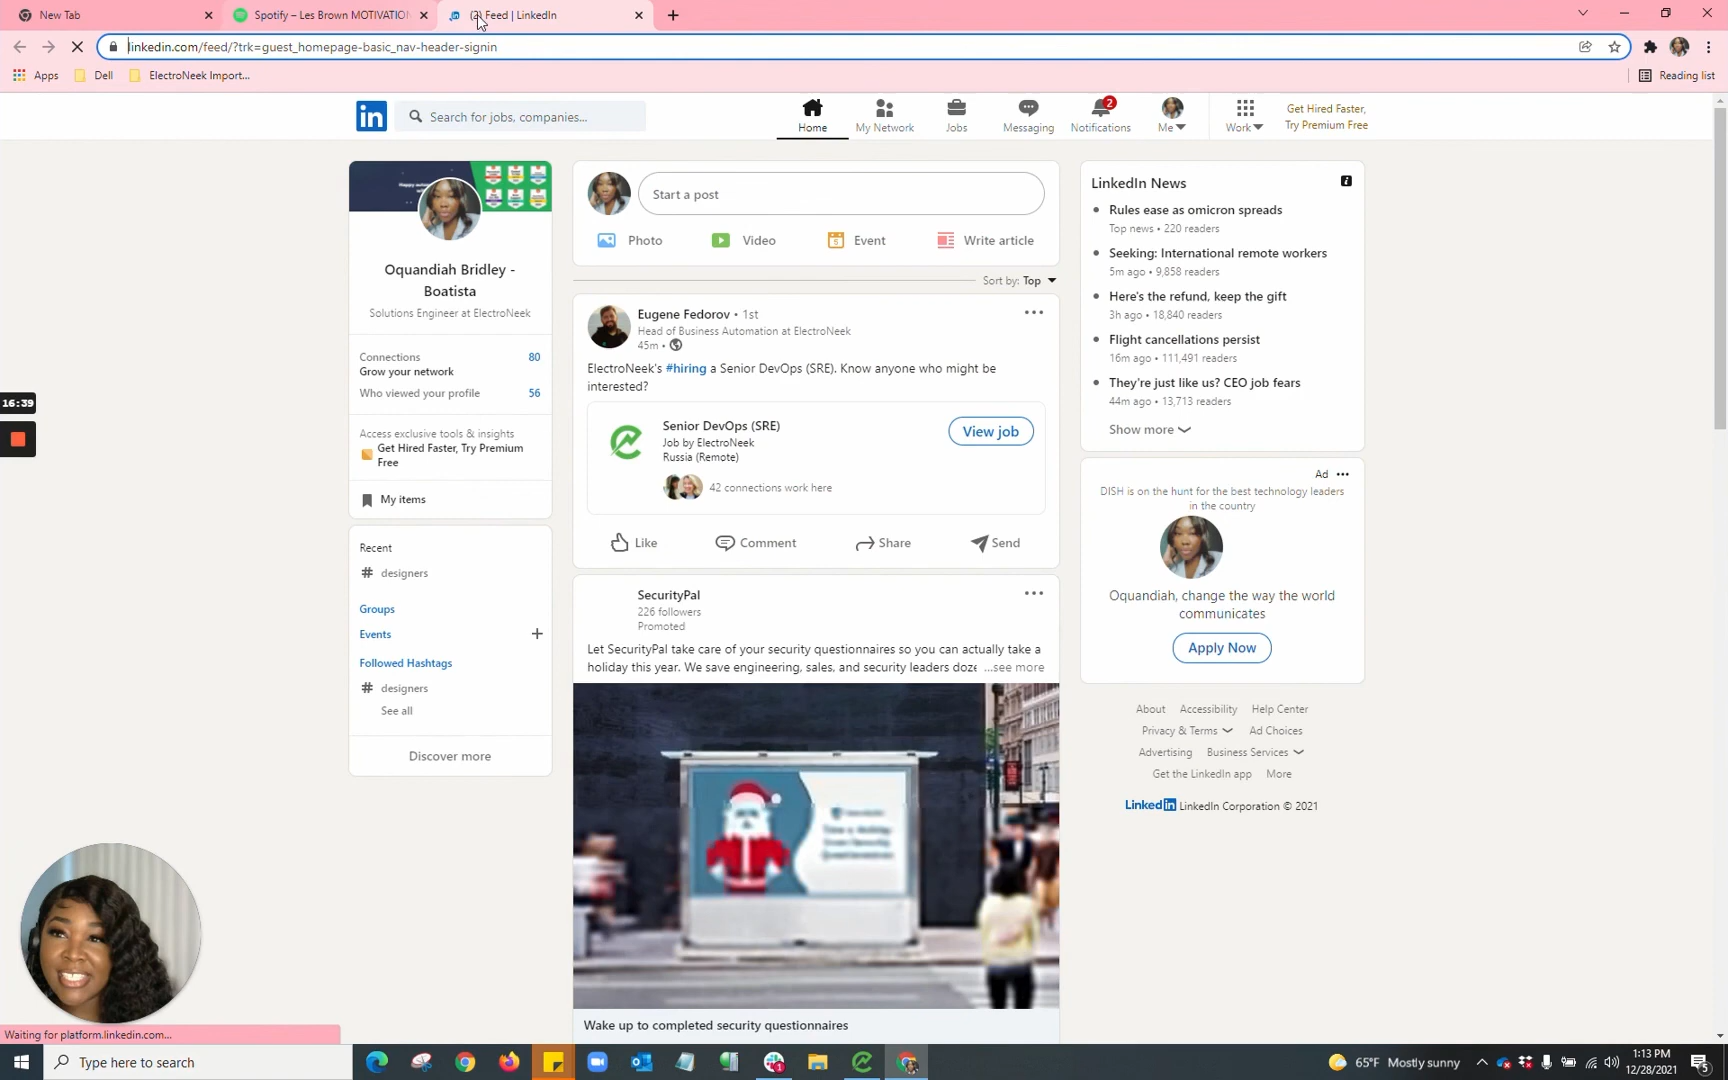 New Tab
Spotify – Les Brown MOTIVATION
(2) Feed | LinkedIn
linkedin.com/feed/?trk=guest_homepage-basic_nav-header-signin
Apps
Dell
ElectroNeek Import...
Reading list
in
Search for jobs, companies...
Home
My Network
Jobs
Messaging
2
Notifications
Me
Work
Get Hired Faster,
Try Premium Free
Oquandiah Bridley -
Boatista
Solutions Engineer at ElectroNeek
Connections
80
Grow your network
Who viewed your profile
56
Access exclusive tools & insights
Get Hired Faster, Try Premium
Free
My items
Recent
# designers
Groups
Events
Followed Hashtags
# designers
See all
Discover more
Start a post
Photo
Video
Event
Write article
Sort by: Top
Eugene Fedorov • 1st
Head of Business Automation at ElectroNeek
45m •
ElectroNeek's #hiring a Senior DevOps (SRE). Know anyone who might be
interested?
Senior DevOps (SRE)
Job by ElectroNeek
Russia (Remote)
42 connections work here
View job
Like
Comment
Share
Send
SecurityPal
226 followers
Promoted
Let SecurityPal take care of your security questionnaires so you can actually take a
holiday this year. We save engineering, sales, and security leaders doze
...see more
Wake up to completed security questionnaires
LinkedIn News
Rules ease as omicron spreads
Top news • 220 readers
Seeking: International remote workers
5m ago • 9,858 readers
Here's the refund, keep the gift
3h ago • 18,840 readers
Flight cancellations persist
16m ago • 111,491 readers
They're just like us? CEO job fears
44m ago • 13,713 readers
Show more
Ad
DISH is on the hunt for the best technology leaders
in the country
Oquandiah, change the way the world
communicates
Apply Now
About
Accessibility
Help Center
Privacy & Terms
Ad Choices
Advertising
Business Services
Get the LinkedIn app
More
LinkedIn LinkedIn Corporation © 2021
16:39
Waiting for platform.linkedin.com...
Type here to search
65°F Mostly sunny
1:13 PM
12/28/2021
5